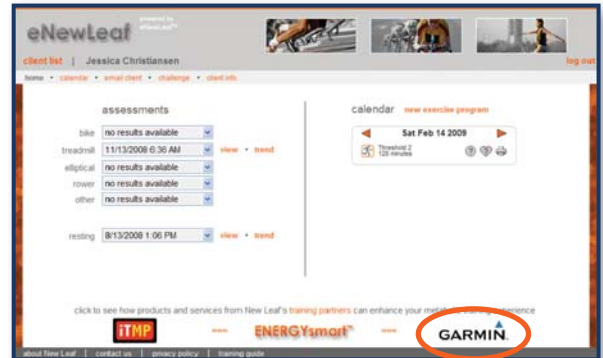 eNewLeaf powered by
client list | Jessica Christiansen log out
home • calendar • email client • challenge • client info
assessments
calendar new exercise program
bike no results available
treadmill 11/13/2008 6:36 AM view • trend
elliptical no results available
rower no results available
other no results available
resting 8/13/2008 1:06 PM view • trend
Sat Feb 14 2009
Threshold 2
125 minutes
click to see how products and services from New Leaf's training partners can enhance your metabolic training experience
iTMP ENERGYsmart™ GARMIN.
about New Leaf | contact us | privacy policy | training guide